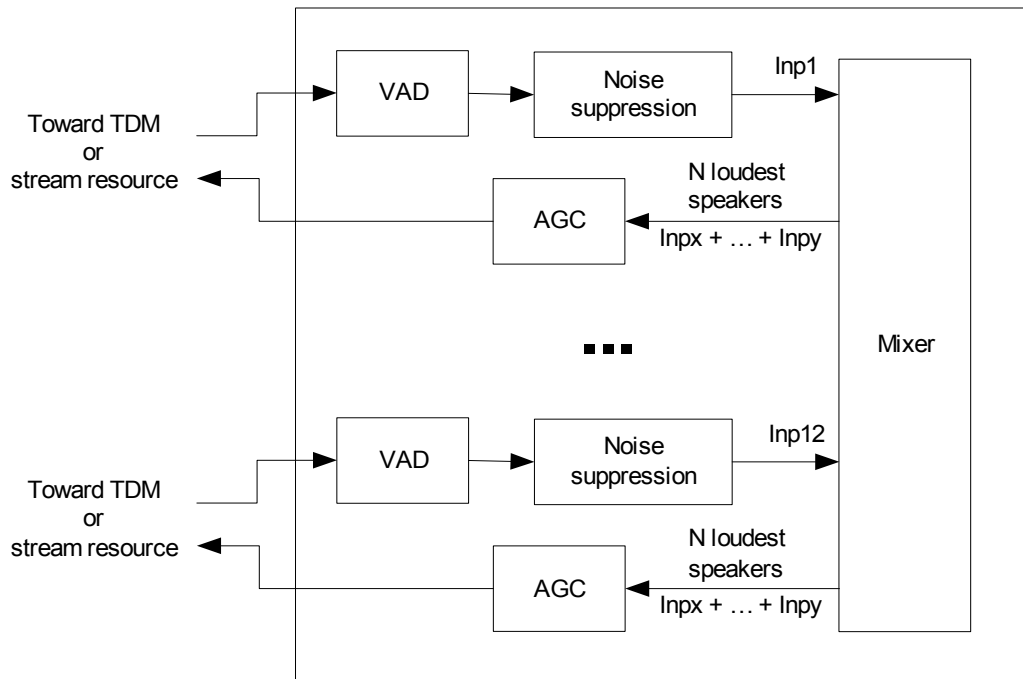 VAD
Noise
suppression
Inp1
Toward TDM
or
stream resource
AGC
N loudest
speakers
Inpx + … + Inpy
Mixer
VAD
Noise
suppression
Inp12
Toward TDM
or
stream resource
AGC
N loudest
speakers
Inpx + … + Inpy